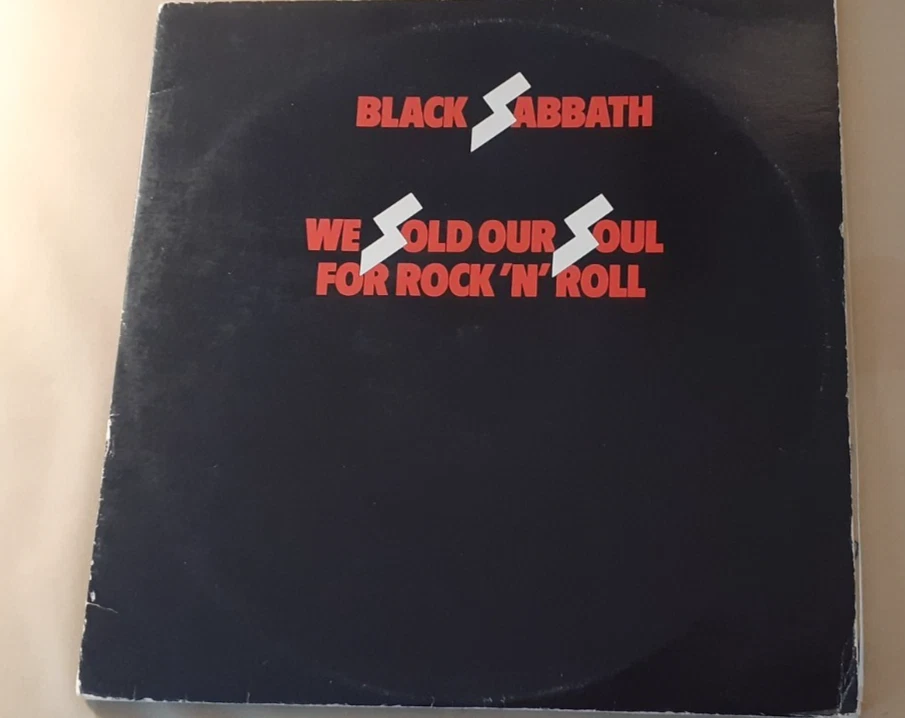 BLACK SABBATH
WE SOLD OUR SOUL
FOR ROCK 'N' ROLL